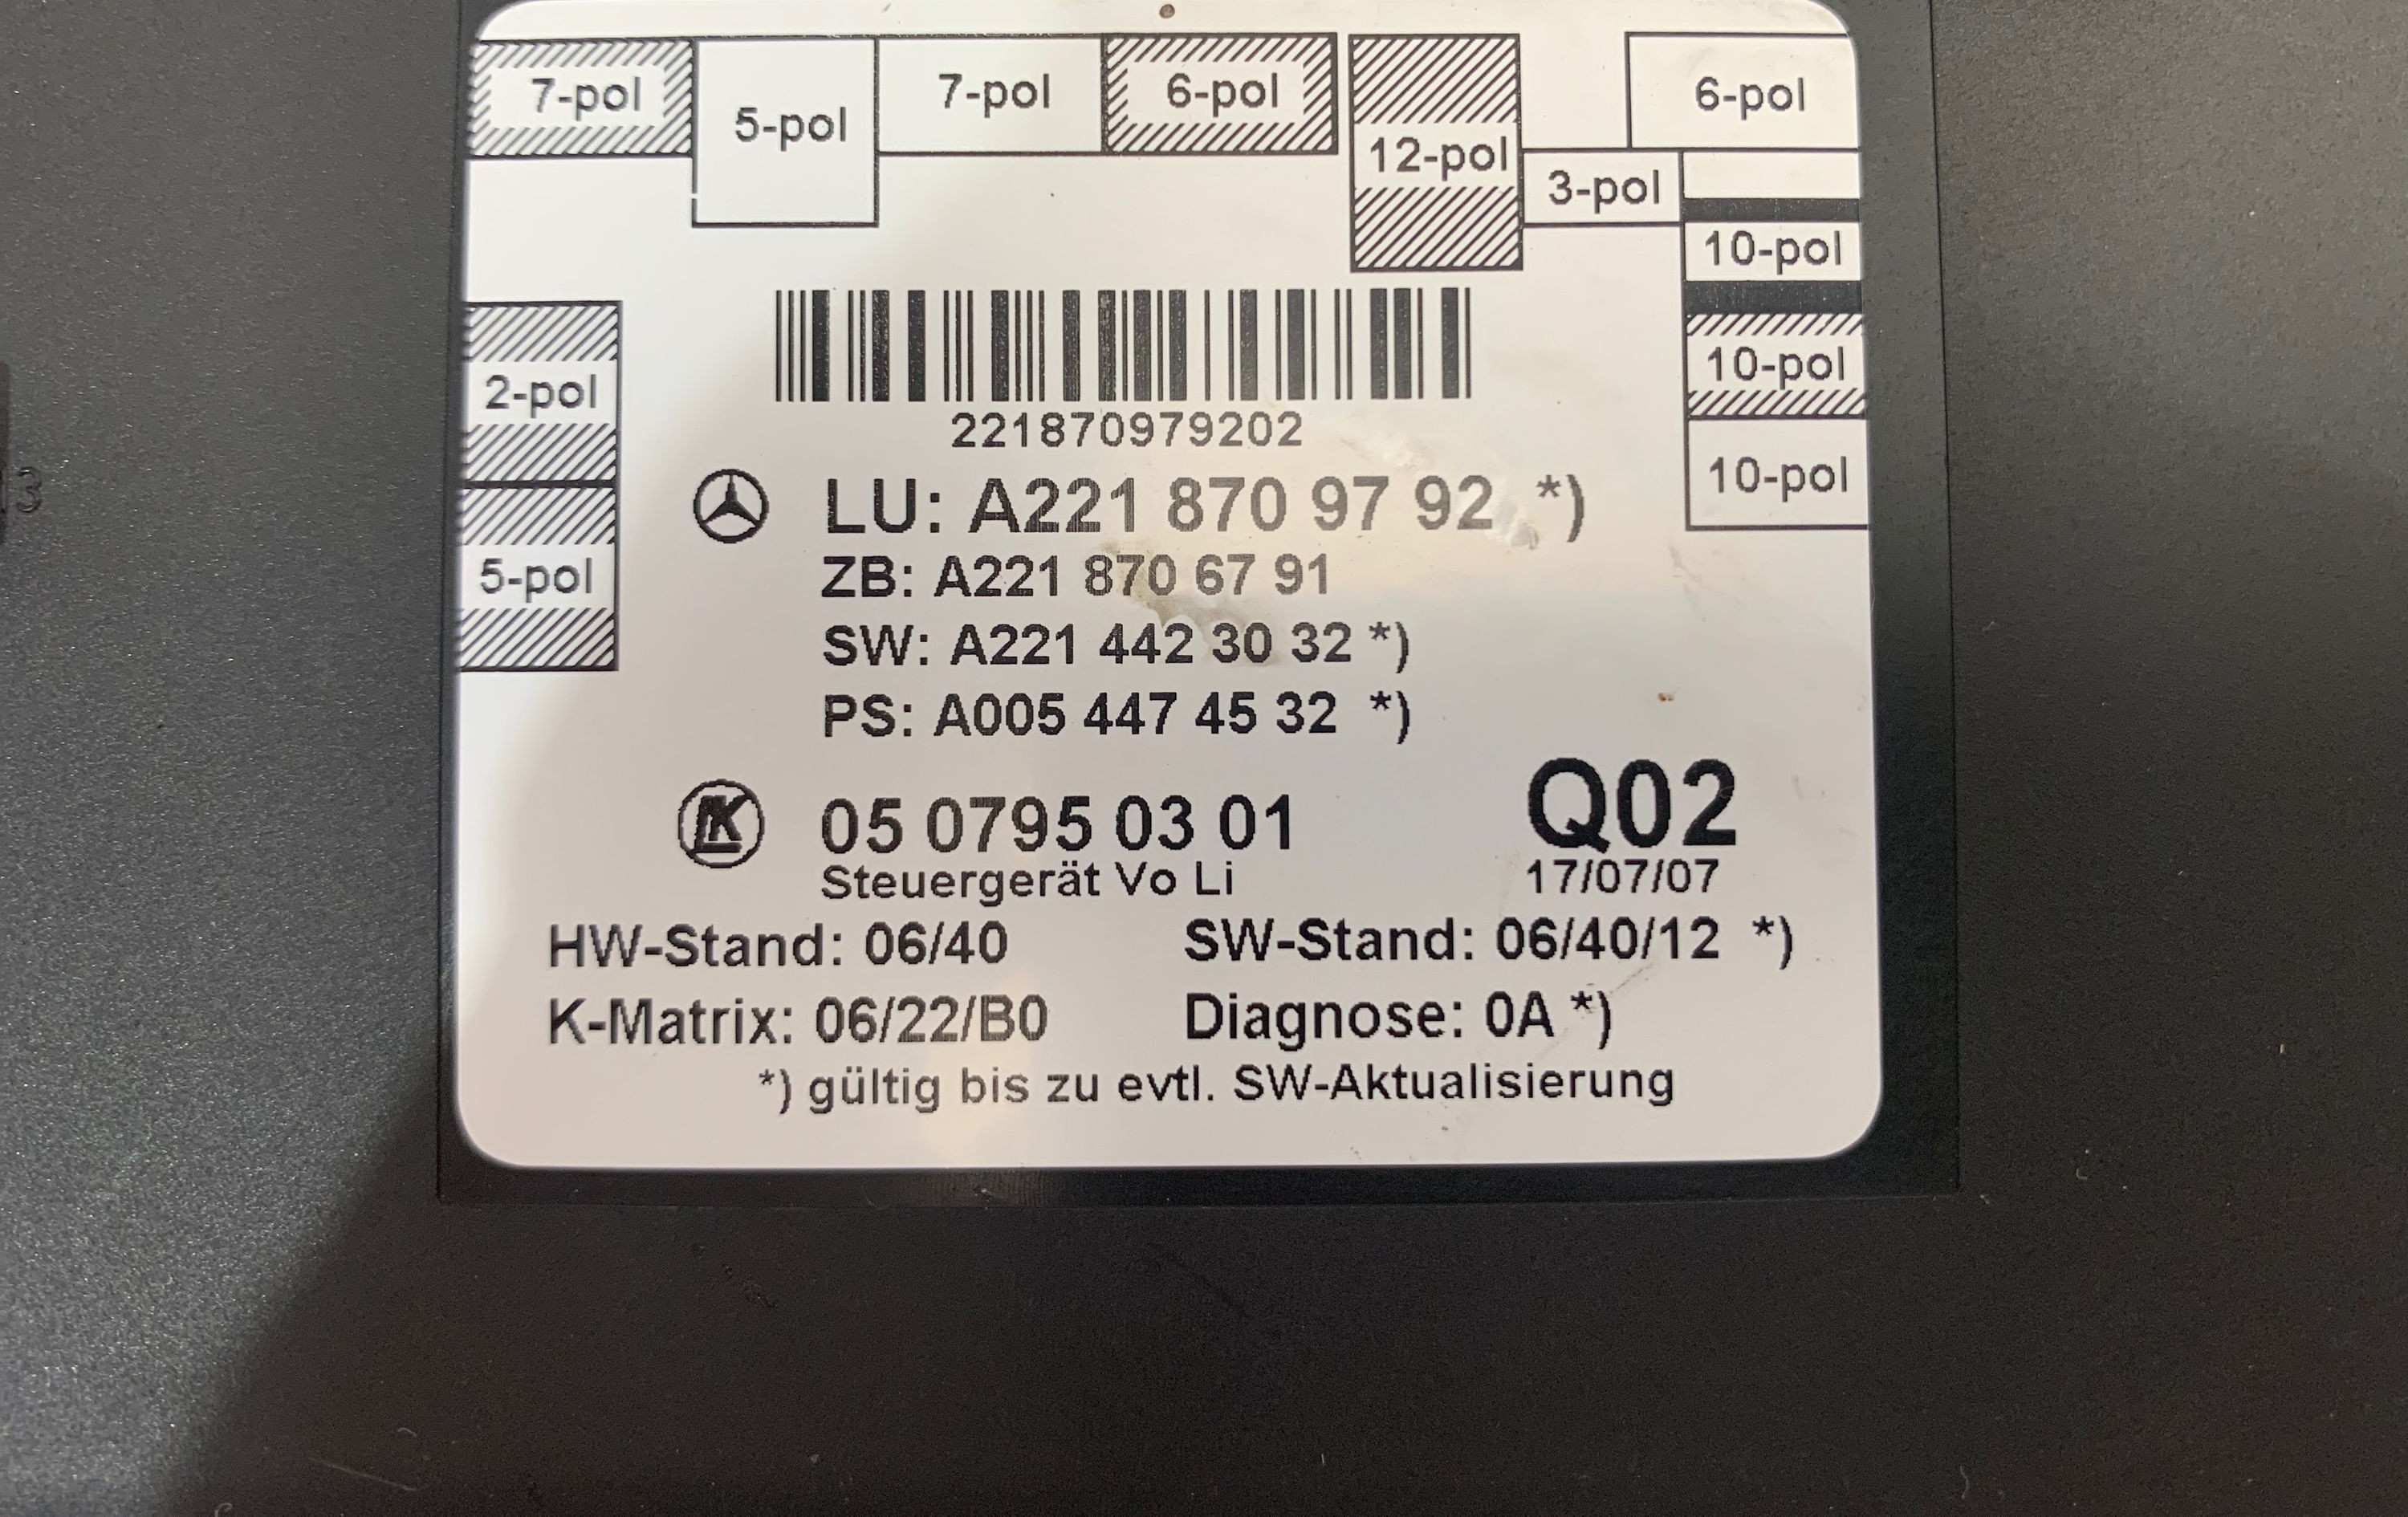 7-pol
5-pol
7-pol
6-pol
12-pol
3-pol
6-pol
10-pol
10-pol
10-pol
2-pol
5-pol
221870979202
LU: A221 870 97 92 *)
ZB: A221 870 67 91
SW: A221 442 30 32 *)
PS: A005 447 45 32 *)
05 0795 03 01
Q02
Steuergerät Vo Li
17/07/07
HW-Stand: 06/40
SW-Stand: 06/40/12 *)
K-Matrix: 06/22/B0
Diagnose: 0A *)
*) gültig bis zu evtl. SW-Aktualisierung
3